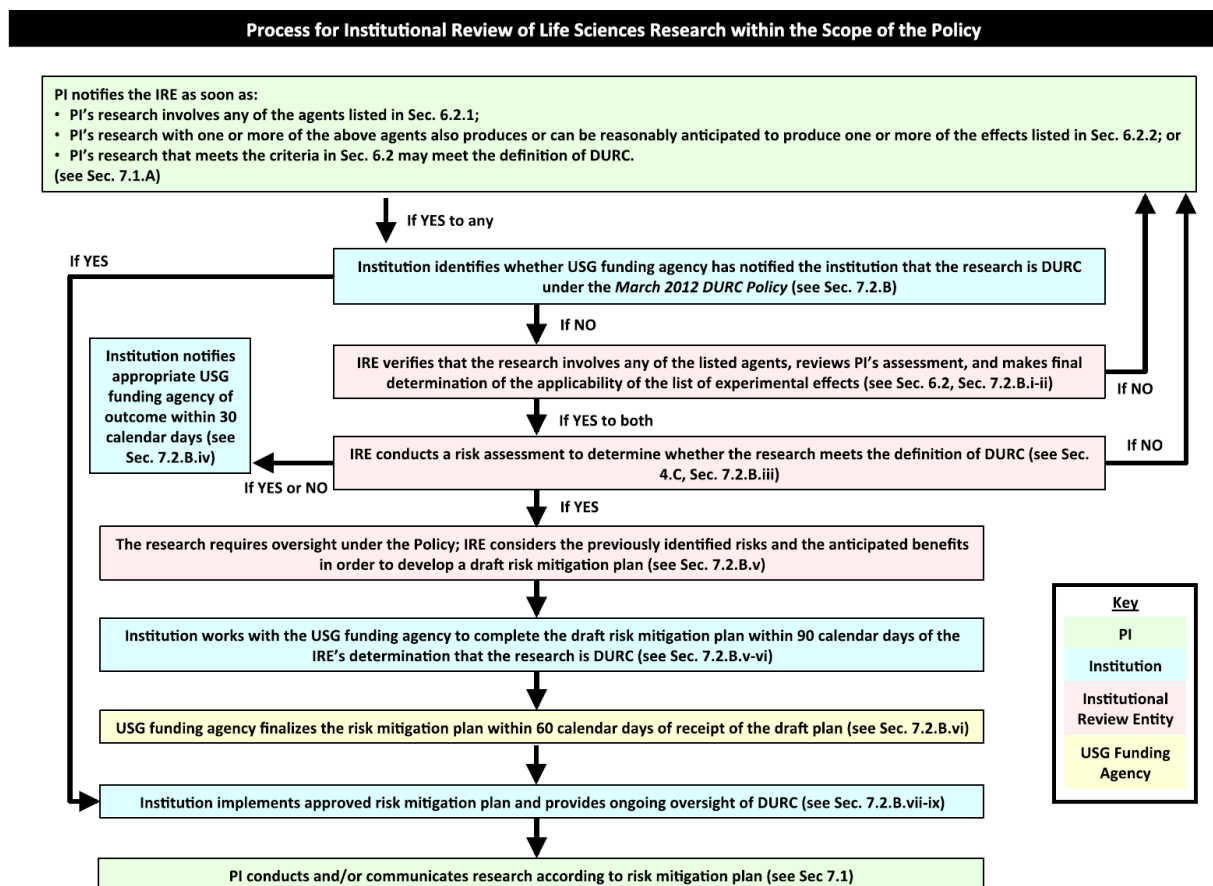 Process for Institutional Review of Life Sciences Research within the Scope of the Policy
PI notifies the IRE as soon as:
• PI's research involves any of the agents listed in Sec. 6.2.1;
• PI's research with one or more of the above agents also produces or can be reasonably anticipated to produce one or more of the effects listed in Sec. 6.2.2; or
• PI's research that meets the criteria in Sec. 6.2 may meet the definition of DURC.
(see Sec. 7.1.A)
If YES to any
If YES
Institution identifies whether USG funding agency has notified the institution that the research is DURC
under the March 2012 DURC Policy (see Sec. 7.2.B)
If NO
Institution notifies
appropriate USG
funding agency of
outcome within 30
calendar days (see
Sec. 7.2.B.iv)
IRE verifies that the research involves any of the listed agents, reviews PI's assessment, and makes final
determination of the applicability of the list of experimental effects (see Sec. 6.2, Sec. 7.2.B.i-ii)
If NO
If YES to both
IRE conducts a risk assessment to determine whether the research meets the definition of DURC (see Sec.
4.C, Sec. 7.2.B.iii)
If NO
If YES or NO
If YES
The research requires oversight under the Policy; IRE considers the previously identified risks and the anticipated benefits
in order to develop a draft risk mitigation plan (see Sec. 7.2.B.v)
Institution works with the USG funding agency to complete the draft risk mitigation plan within 90 calendar days of the
IRE's determination that the research is DURC (see Sec. 7.2.B.v-vi)
USG funding agency finalizes the risk mitigation plan within 60 calendar days of receipt of the draft plan (see Sec. 7.2.B.vi)
Institution implements approved risk mitigation plan and provides ongoing oversight of DURC (see Sec. 7.2.B.vii-ix)
PI conducts and/or communicates research according to risk mitigation plan (see Sec 7.1)
Key
PI
Institution
Institutional
Review Entity
USG Funding
Agency